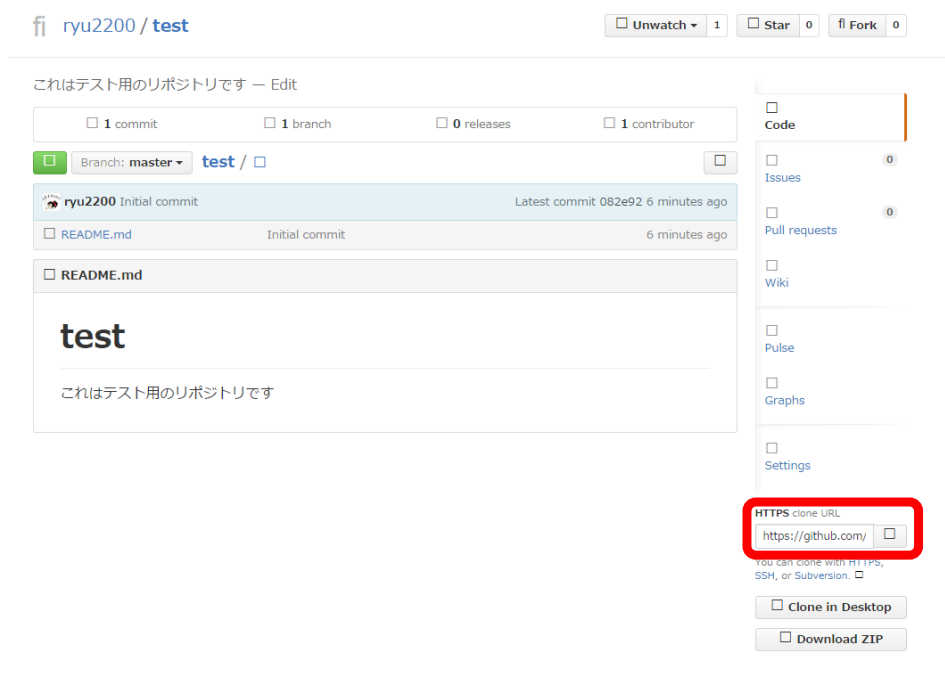 ryu2200 / test
Unwatch 1 Star 0 Fork 0
これはテスト用のリポジトリです — Edit
1 commit 1 branch 0 releases 1 contributor
Branch: master test /
ryu2200 Initial commit Latest commit 082e92 6 minutes ago
README.md Initial commit 6 minutes ago
README.md
test
これはテスト用のリポジトリです
Code
Issues 0
Pull requests 0
Wiki
Pulse
Graphs
Settings
HTTPS clone URL
https://github.com/
You can clone with HTTPS,
SSH, or Subversion.
Clone in Desktop
Download ZIP